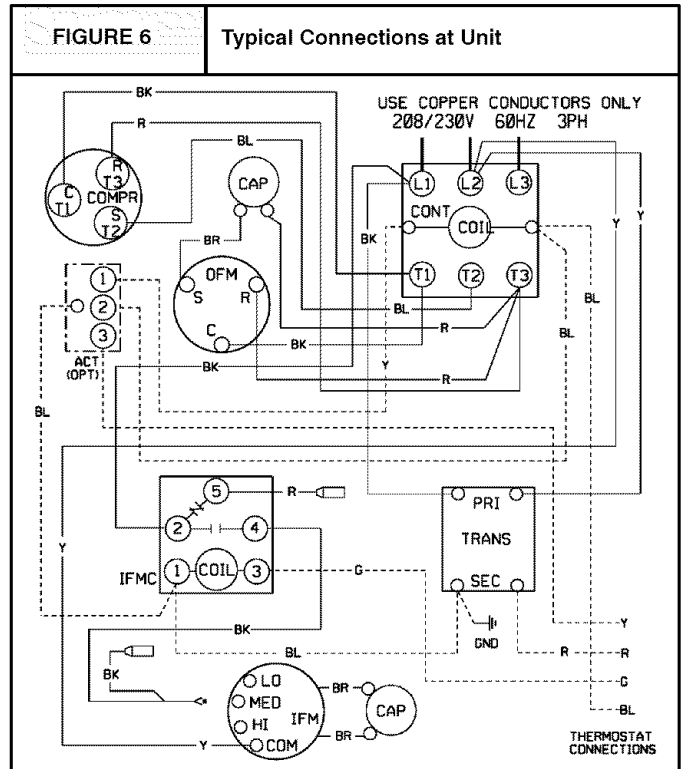 FIGURE 6
Typical Connections at Unit
BK
USE COPPER CONDUCTORS ONLY
208/230V 60HZ 3PH
R
BL
R
T3
C
T1
COMPR
S
T2
CAP
L1
L2
L3
CONT
COIL
BK
Y
Y
BR
OFM
S
R
C
T1
T2
T3
BL
BL
R
BK
BL
1
2
3
ACT
(OPT)
BK
Y
R
BL
5
R
2
4
Y
IFMC
1
COIL
3
G
PRI
TRANS
SEC
GND
BK
BL
Y
R
R
G
BL
BK
LO
MED
HI
COM
IFM
BR
BR
CAP
Y
THERMOSTAT
CONNECTIONS